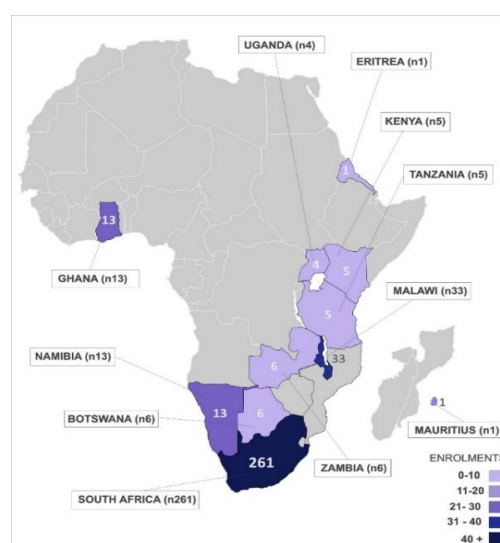 UGANDA (n4)
ERITREA (n1)
KENYA (n5)
TANZANIA (n5)
1
13
4
5
GHANA (n13)
5
MALAWI (n33)
NAMIBIA (n13)
33
6
13
6
1
BOTSWANA (n6)
MAURITIUS (n1)
261
ZAMBIA (n6)
SOUTH AFRICA (n261)
ENROLMENTS
0-10
11-20
21- 30
31 - 40
40 +